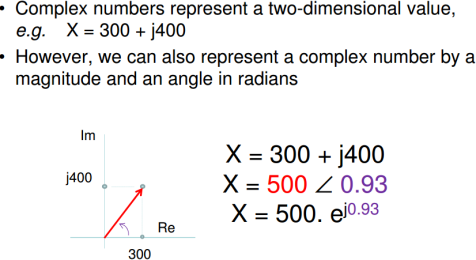 • Complex numbers represent a two-dimensional value,
e.g. X = 300 + j400
• However, we can also represent a complex number by a
magnitude and an angle in radians
Im
j400
Re
300
X = 300 + j400
X = 500 ∠ 0.93
X = 500. e^j0.93